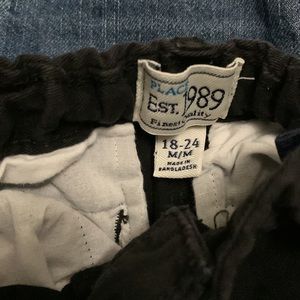 PLACE
EST. 1989
Finest Quality
18-24
M/M
MADE IN
BANGLADESH